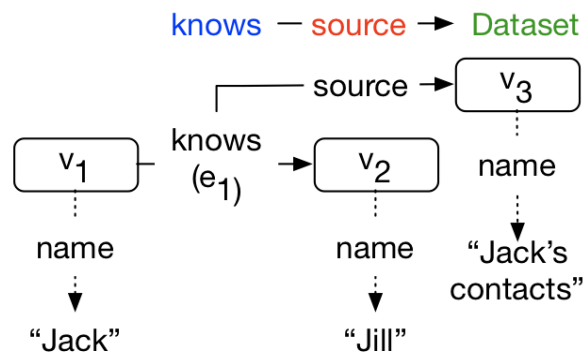 knows source Dataset
source v3
v1 knows (e1) v2
name name name
"Jack" "Jill" "Jack's contacts"